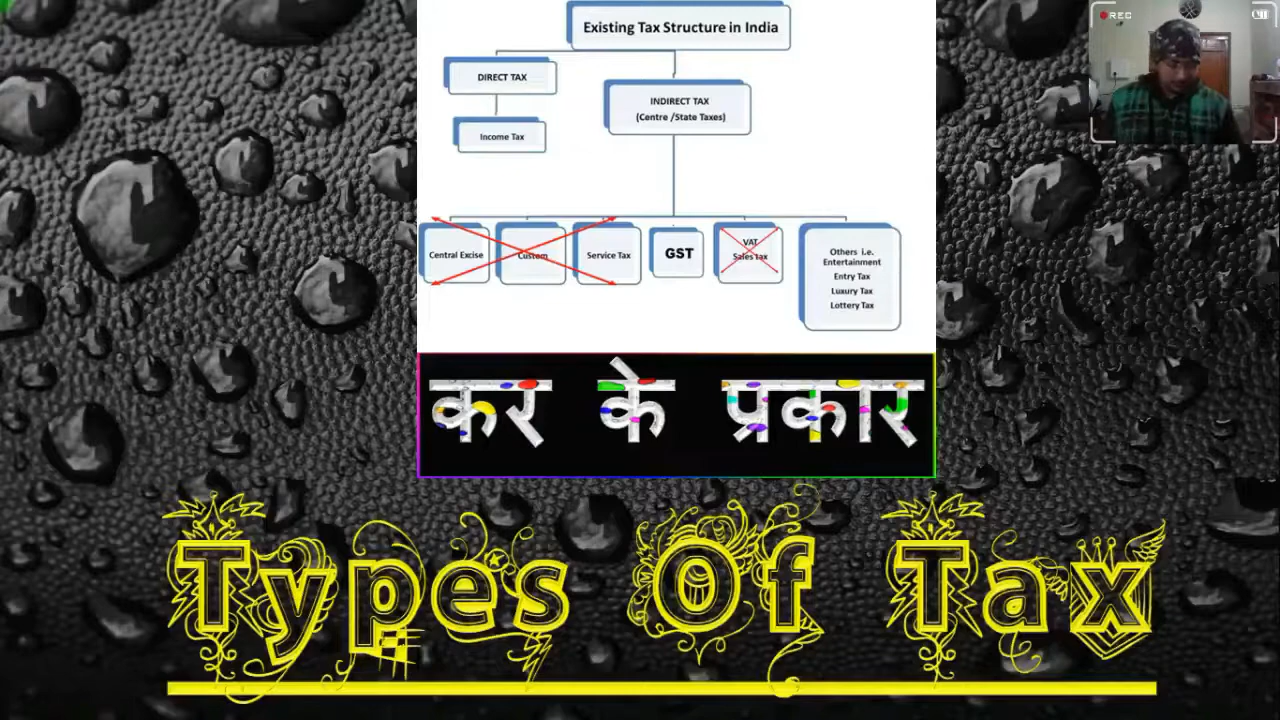 REC
Existing Tax Structure in India
DIRECT TAX
INDIRECT TAX
(Centre /State Taxes)
Income Tax
Central Excise
Custom
Service Tax
GST
VAT
Sales tax
Others i.e.
Entertainment
Entry Tax
Luxury Tax
Lottery Tax
कर के प्रकार
Types Of Tax